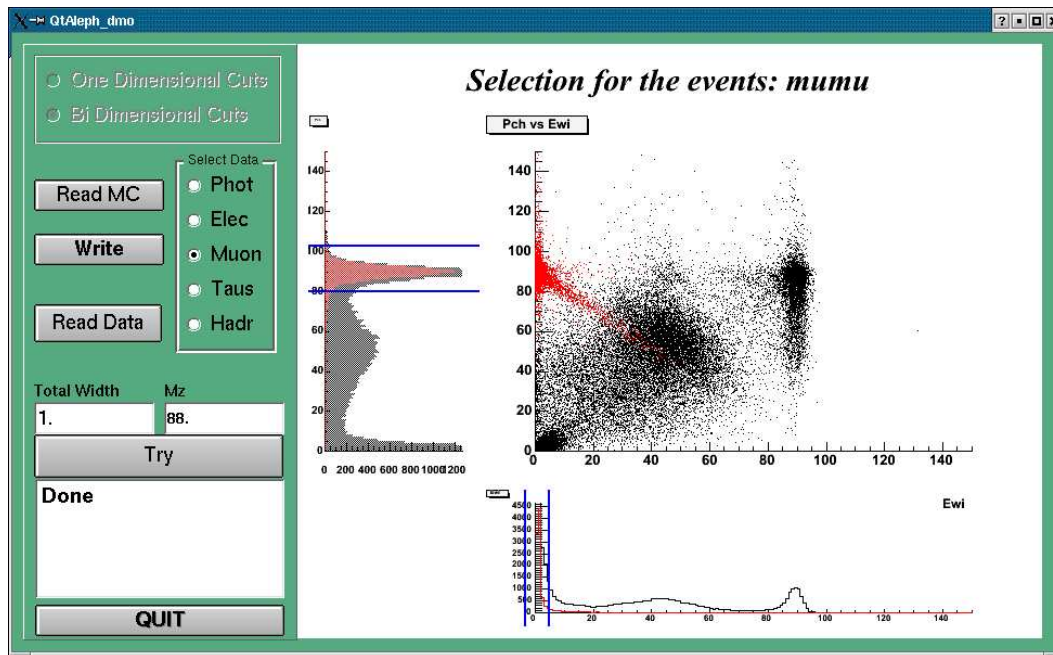 QtAleph_dmo
?
One Dimensional Cuts
Bi Dimensional Cuts
Read MC
Write
Read Data
Select Data
Phot
Elec
Muon
Taus
Hadr
Total Width
Mz
1.
88.
Try
Done
QUIT
Selection for the events: mumu
140
120
100
80
60
40
20
0
0 200 400 600 800 1000 1200
Pch vs Ewi
140
120
100
80
60
40
20
0
0 20 40 60 80 100 120 140
Ewi
4500
4000
3500
3000
2500
2000
1500
1000
500
0
0 20 40 60 80 100 120 140